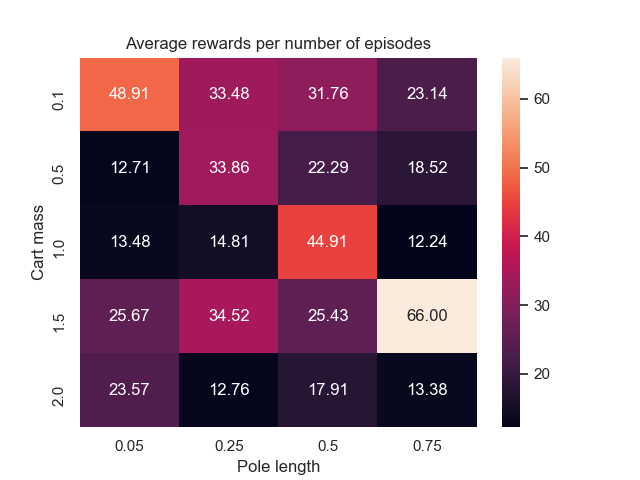 Average rewards per number of episodes
Cart mass
0.1 48.91 33.48 31.76 23.14
0.5 12.71 33.86 22.29 18.52
1.0 13.48 14.81 44.91 12.24
1.5 25.67 34.52 25.43 66.00
2.0 23.57 12.76 17.91 13.38
0.05 0.25 0.5 0.75
Pole length
60
50
40
30
20